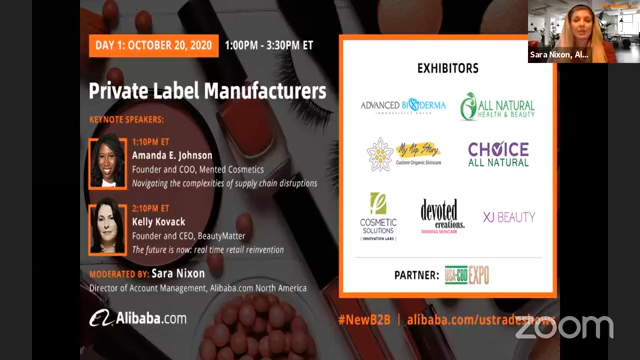 DAY 1: OCTOBER 20, 2020 1:00PM - 3:30PM ET
Private Label Manufacturers
KEYNOTE SPEAKERS:
1:10PM ET
Amanda E. Johnson
Founder and COO, Mented Cosmetics
Navigating the complexities of supply chain disruptions
2:10PM ET
Kelly Kovack
Founder and CEO, BeautyMatter
The future is now: real time retail reinvention
MODERATED BY: Sara Nixon
Director of Account Management, Alibaba.com North America
Alibaba.com
EXHIBITORS
ADVANCED BIODERMA
ALL NATURAL
HEALTH & BEAUTY
My Hip Story
Custom Organic Skincare
CHOICE
ALL NATURAL
COSMETIC
SOLUTIONS
INNOVATION LABS
devoted
creations.
XJ BEAUTY
PARTNER: USA-CBD EXPO
#NewB2B | alibaba.com/ustradeshows
zoom
Sara Nixon, Al...